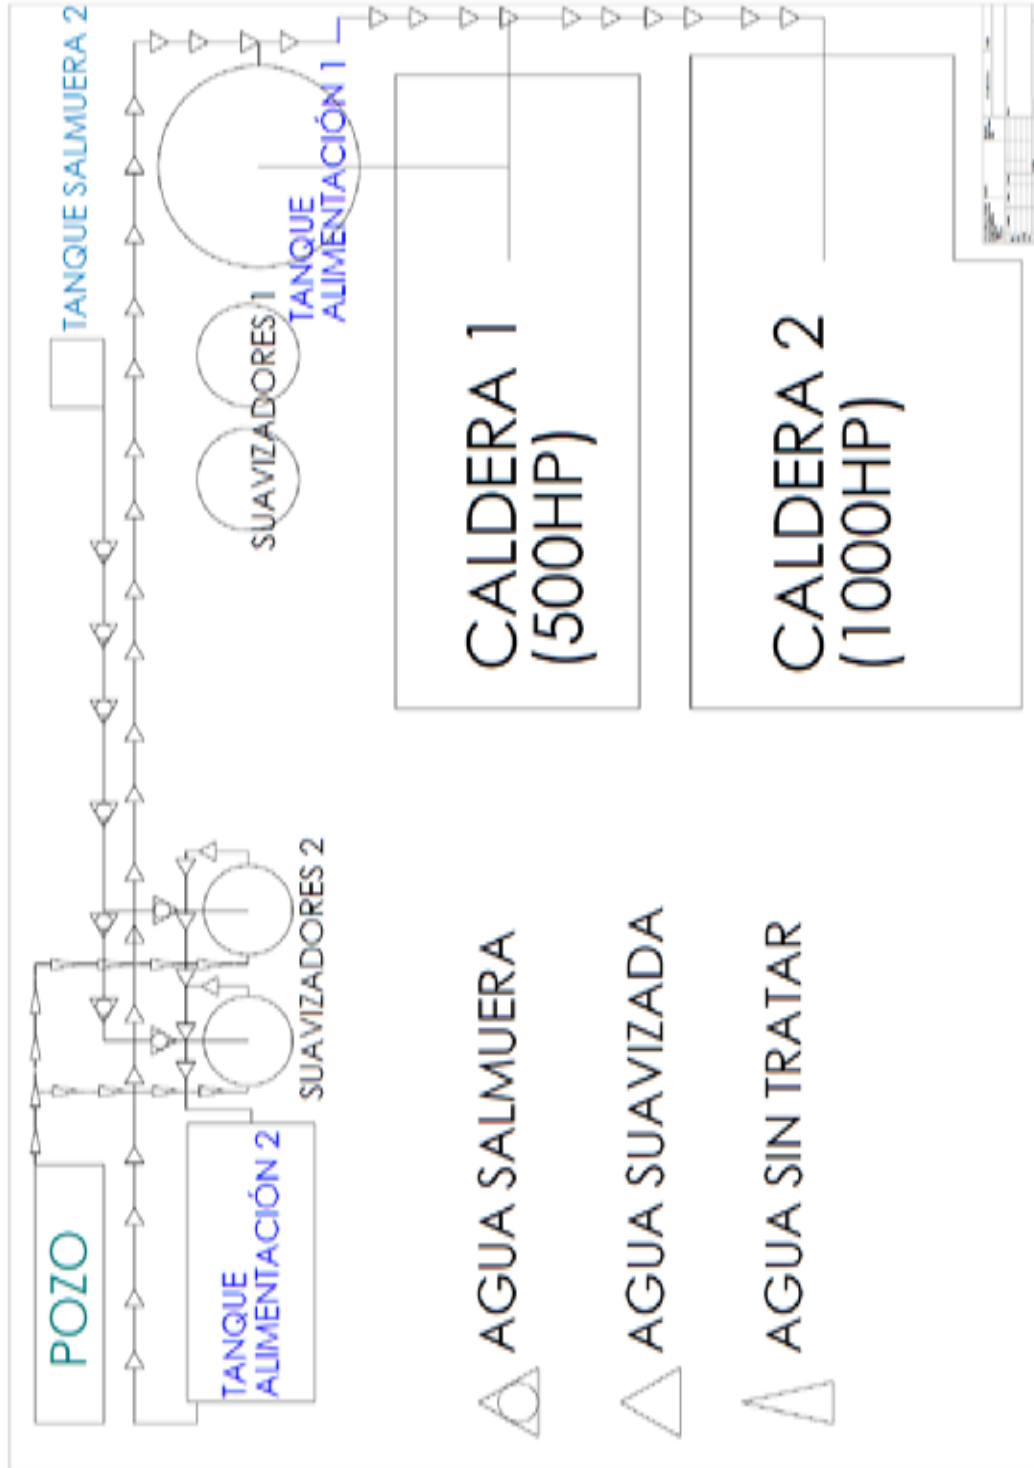 TANQUE SALMUERA 2
TANQUE
ALIMENTACIÓN 1
SUAVIZADORES 1
CALDERA 1
(500HP)
CALDERA 2
(1000HP)
SUAVIZADORES 2
POZO
TANQUE
ALIMENTACIÓN 2
AGUA SALMUERA
AGUA SUAVIZADA
AGUA SIN TRATAR